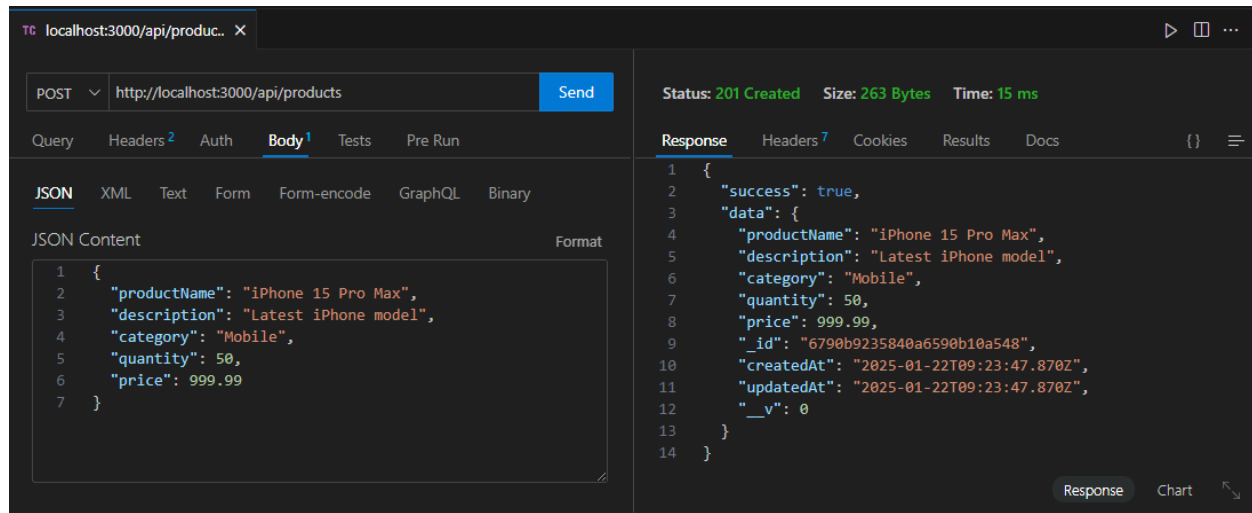 TC localhost:3000/api/produc.. ×
POST http://localhost:3000/api/products Send
Query Headers 2 Auth Body 1 Tests Pre Run
JSON XML Text Form Form-encode GraphQL Binary
JSON Content Format
1 {
2 "productName": "iPhone 15 Pro Max",
3 "description": "Latest iPhone model",
4 "category": "Mobile",
5 "quantity": 50,
6 "price": 999.99
7 }
Status: 201 Created Size: 263 Bytes Time: 15 ms
Response Headers 7 Cookies Results Docs {}
1 {
2 "success": true,
3 "data": {
4 "productName": "iPhone 15 Pro Max",
5 "description": "Latest iPhone model",
6 "category": "Mobile",
7 "quantity": 50,
8 "price": 999.99,
9 "_id": "6790b9235840a6590b10a548",
10 "createdAt": "2025-01-22T09:23:47.870Z",
11 "updatedAt": "2025-01-22T09:23:47.870Z",
12 "__v": 0
13 }
14 }
Response Chart